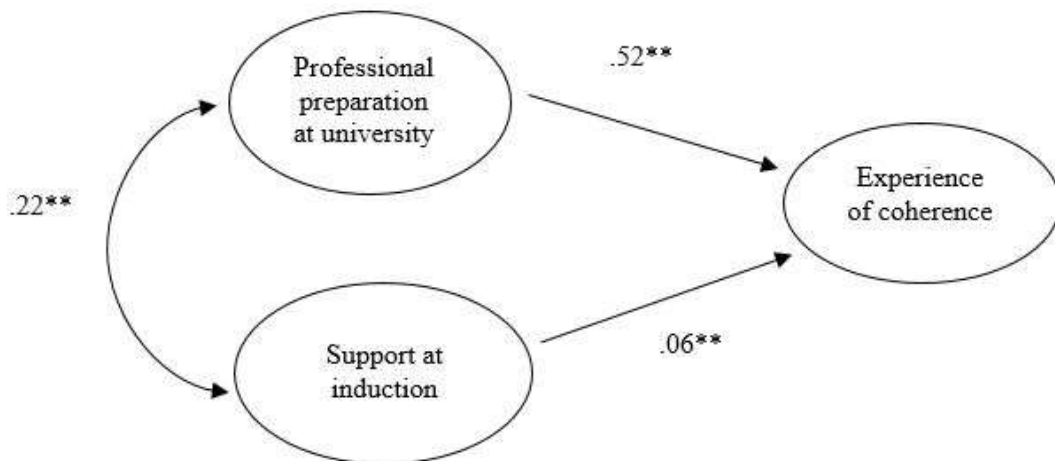 Professional
preparation
at university
.52**
Experience
of coherence
.22**
Support at
induction
.06**